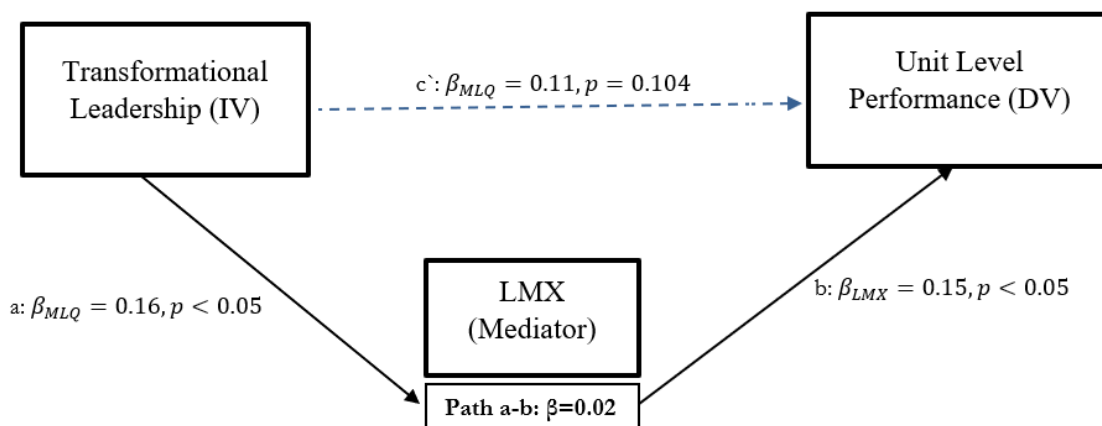 Transformational
Leadership (IV)
c`: β_MLQ = 0.11, p = 0.104
Unit Level
Performance (DV)
a: β_MLQ = 0.16, p < 0.05
LMX
(Mediator)
b: β_LMX = 0.15, p < 0.05
Path a-b: β=0.02